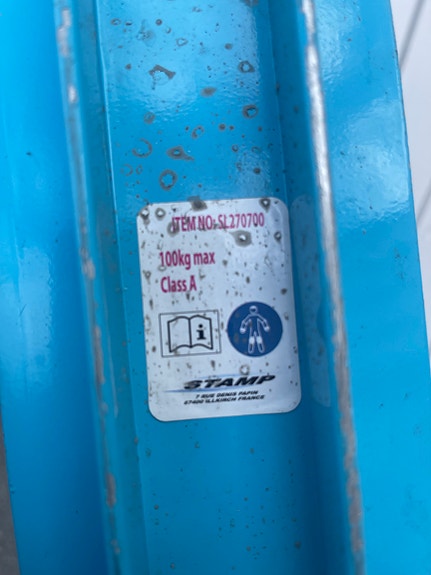 ITEM NO: SL270700
100kg max
Class A
i
STAMP
7 RUE DENIS PAPIN
67400 ILLKIRCH FRANCE